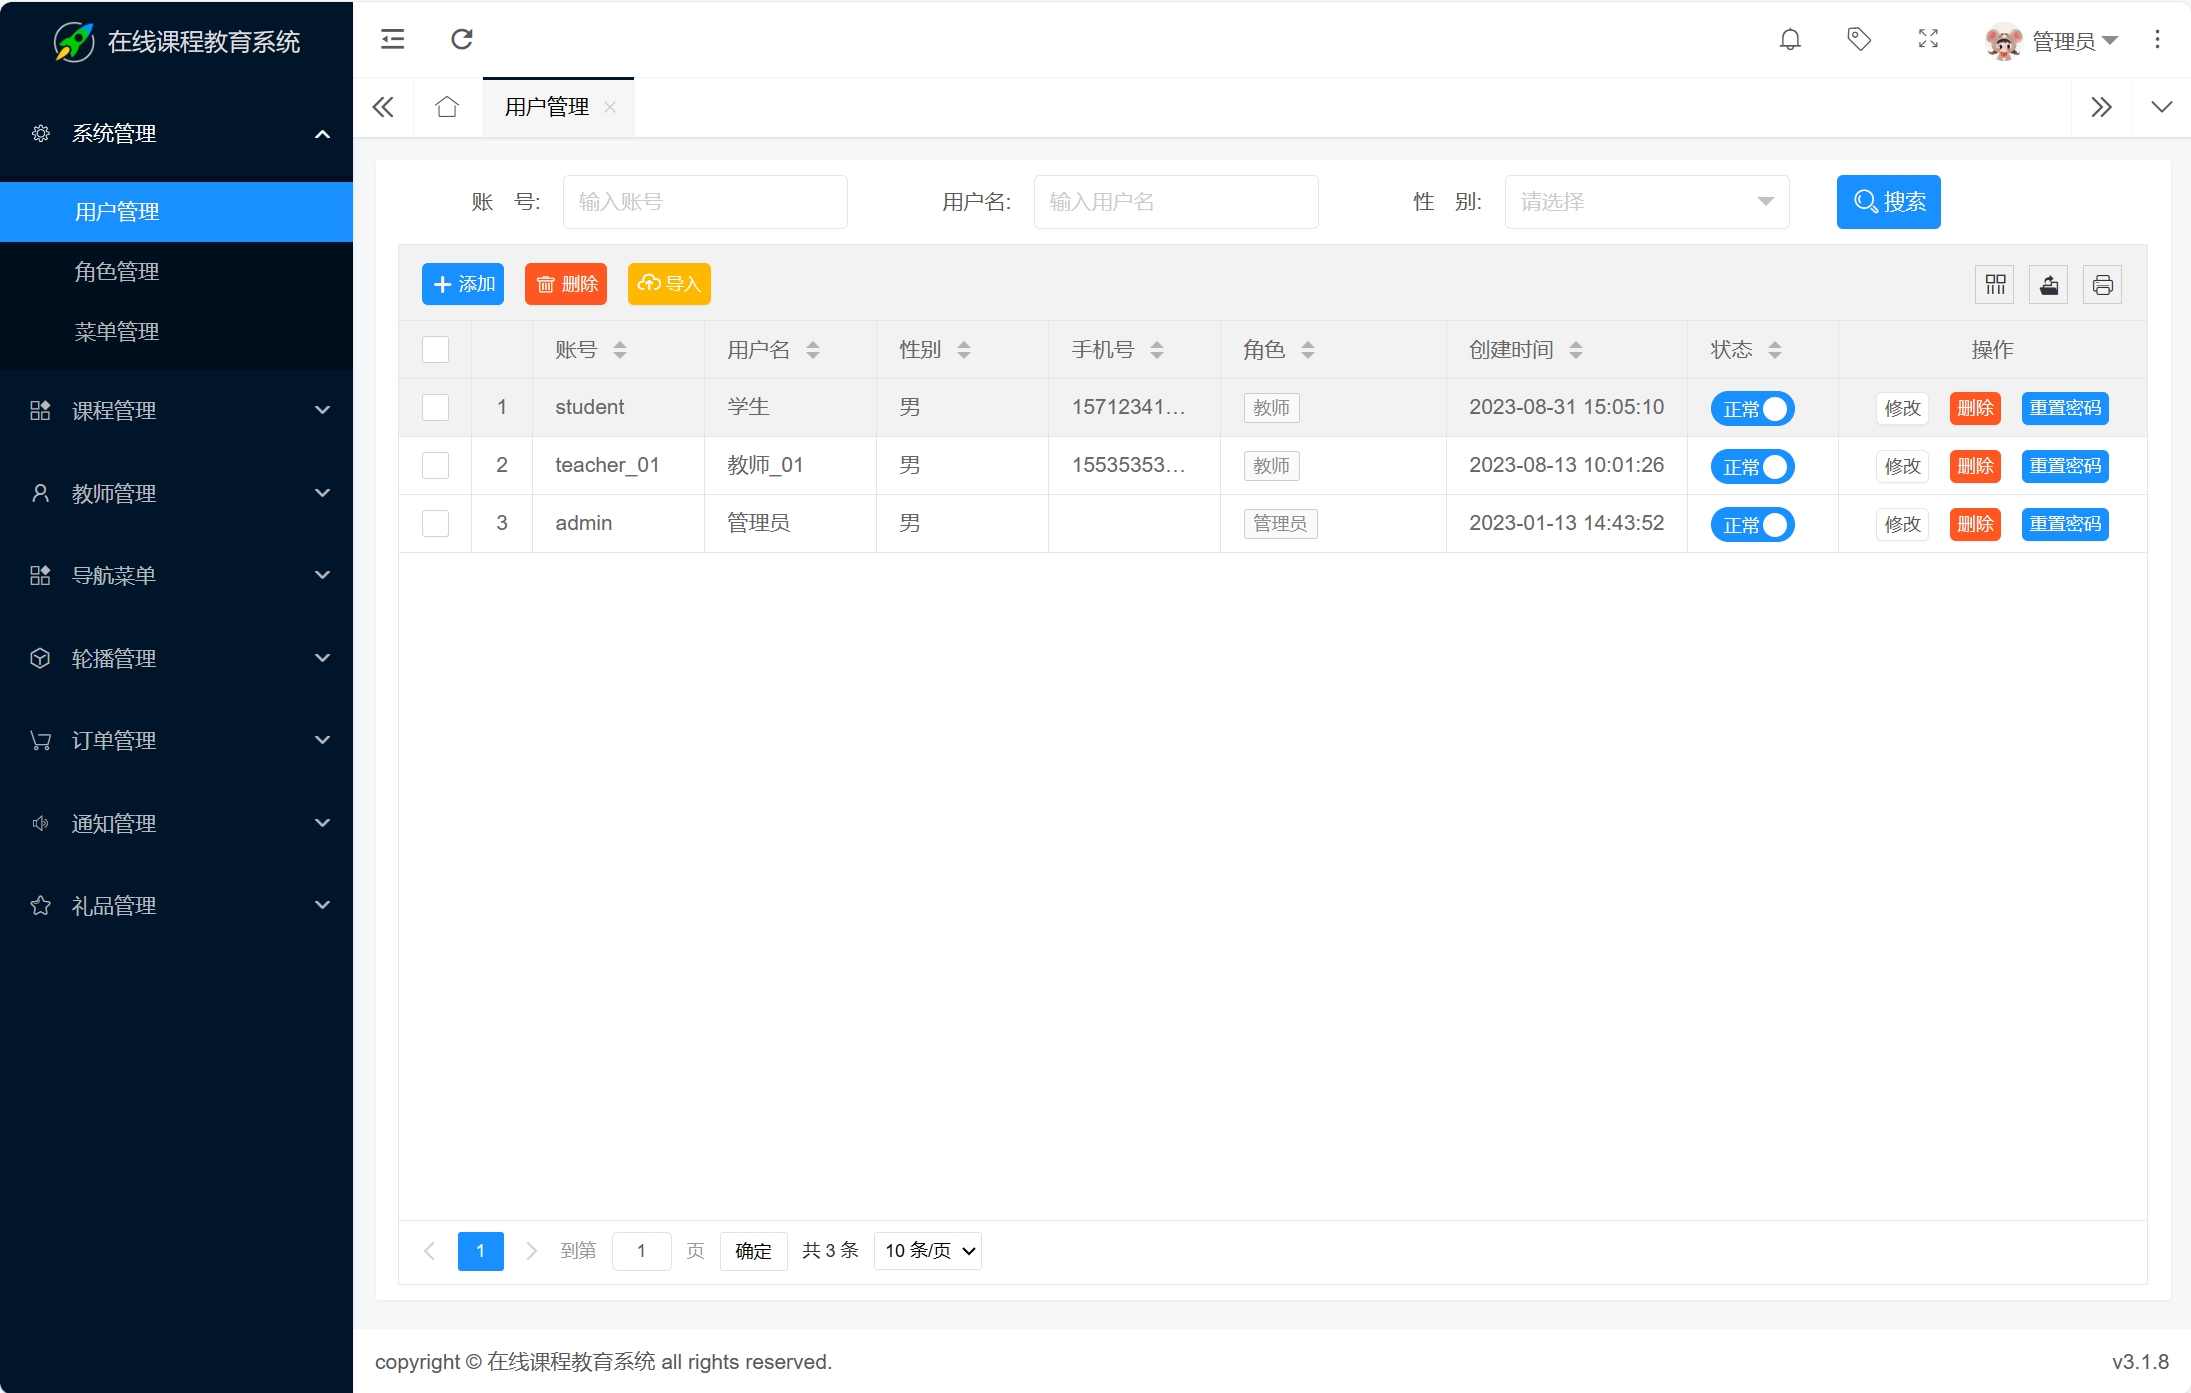 在线课程教育系统
管理员
系统管理
用户管理
角色管理
菜单管理
课程管理
教师管理
导航菜单
轮播管理
订单管理
通知管理
礼品管理
用户管理
账 号: 输入账号 用户名: 输入用户名 性 别: 请选择 搜索
添加 删除 导入
账号 用户名 性别 手机号 角色 创建时间 状态 操作
1 student 学生 男 15712341... 教师 2023-08-31 15:05:10 正常 修改 删除 重置密码
2 teacher_01 教师_01 男 15535353... 教师 2023-08-13 10:01:26 正常 修改 删除 重置密码
3 admin 管理员 男 管理员 2023-01-13 14:43:52 正常 修改 删除 重置密码
1 到第 1 页 确定 共 3 条 10 条/页
copyright © 在线课程教育系统 all rights reserved. v3.1.8